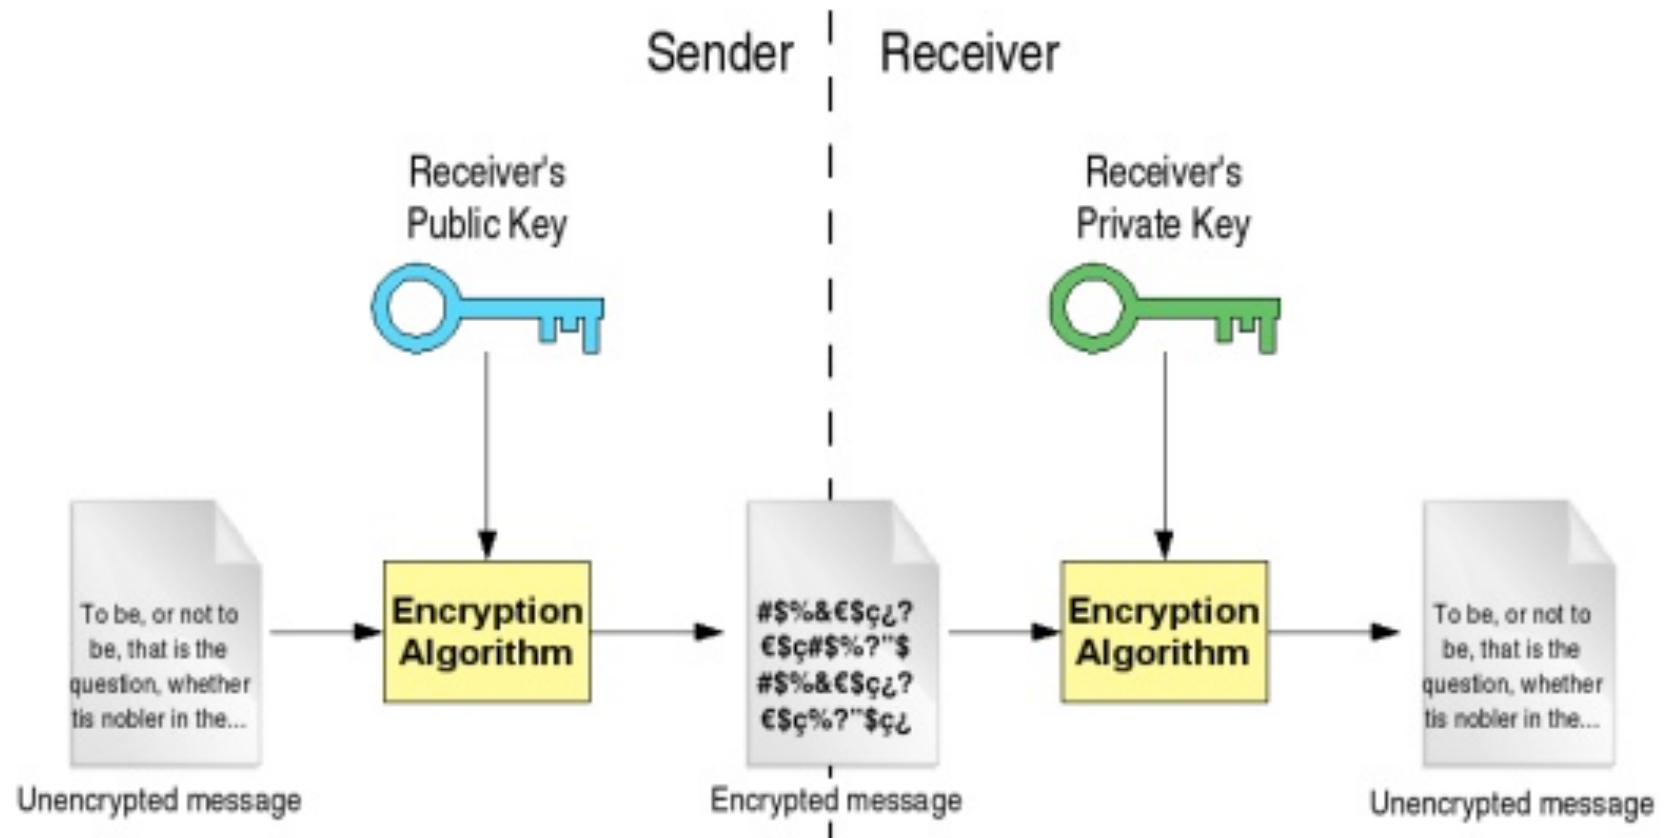 Sender
Receiver
Receiver's
Public Key
Receiver's
Private Key
To be, or not to
be, that is the
question, whether
tis nobler in the...
Encryption
Algorithm
#$%&€$ç¿?
€$ç#$%?"$
#$%&€$ç¿?
€$ç%?"$ç¿
Encryption
Algorithm
To be, or not to
be, that is the
question, whether
tis nobler in the...
Unencrypted message
Encrypted message
Unencrypted message